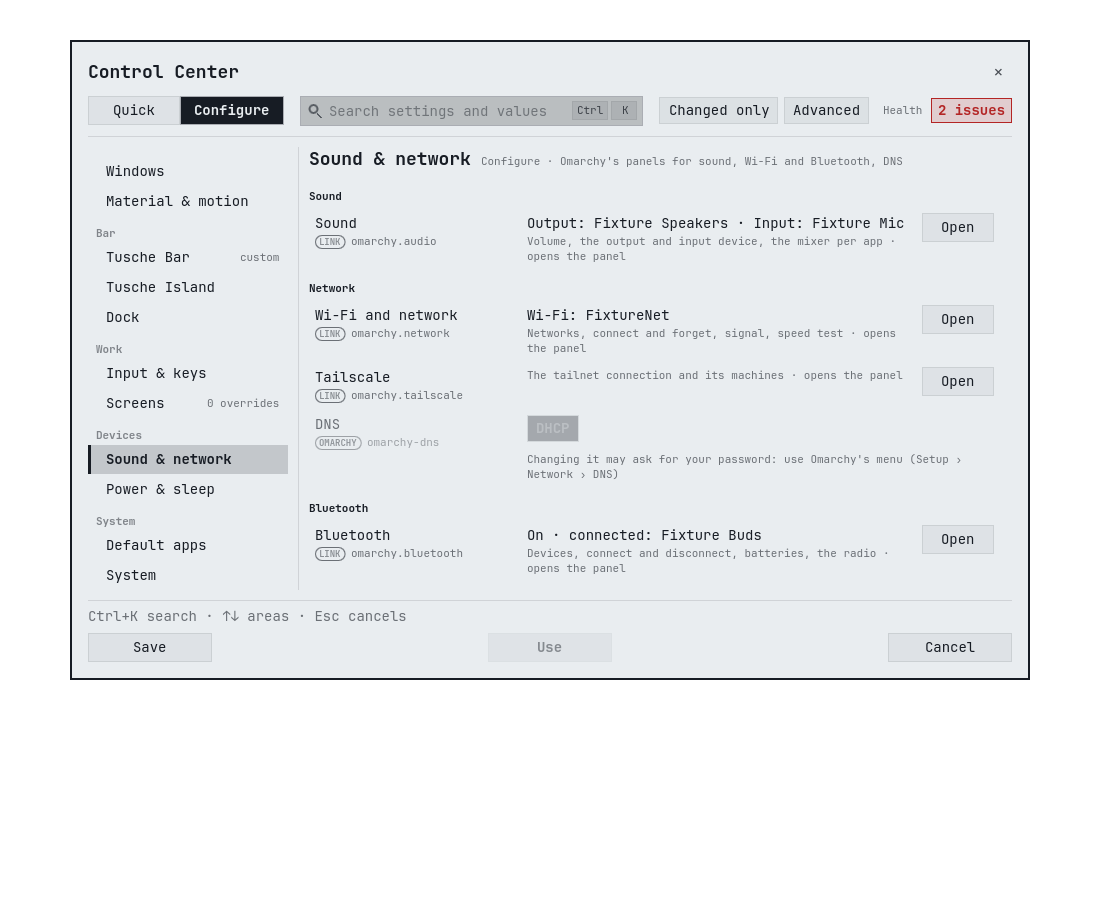 Control Center
×
Quick
Configure
Search settings and values
Ctrl
K
Changed only
Advanced
Health
2 issues
Windows
Material & motion
Bar
Tusche Bar
custom
Tusche Island
Dock
Work
Input & keys
Screens
0 overrides
Devices
Sound & network
Power & sleep
System
Default apps
System
Sound & network
Configure · Omarchy's panels for sound, Wi-Fi and Bluetooth, DNS
Sound
Sound
LINK omarchy.audio
Output: Fixture Speakers · Input: Fixture Mic
Volume, the output and input device, the mixer per app ·
opens the panel
Open
Network
Wi-Fi and network
LINK omarchy.network
Wi-Fi: FixtureNet
Networks, connect and forget, signal, speed test · opens
the panel
Open
Tailscale
LINK omarchy.tailscale
The tailnet connection and its machines · opens the panel
Open
DNS
OMARCHY omarchy-dns
DHCP
Changing it may ask for your password: use Omarchy's menu (Setup ›
Network › DNS)
Bluetooth
Bluetooth
LINK omarchy.bluetooth
On · connected: Fixture Buds
Devices, connect and disconnect, batteries, the radio ·
opens the panel
Open
Ctrl+K search · ↑↓ areas · Esc cancels
Save
Use
Cancel